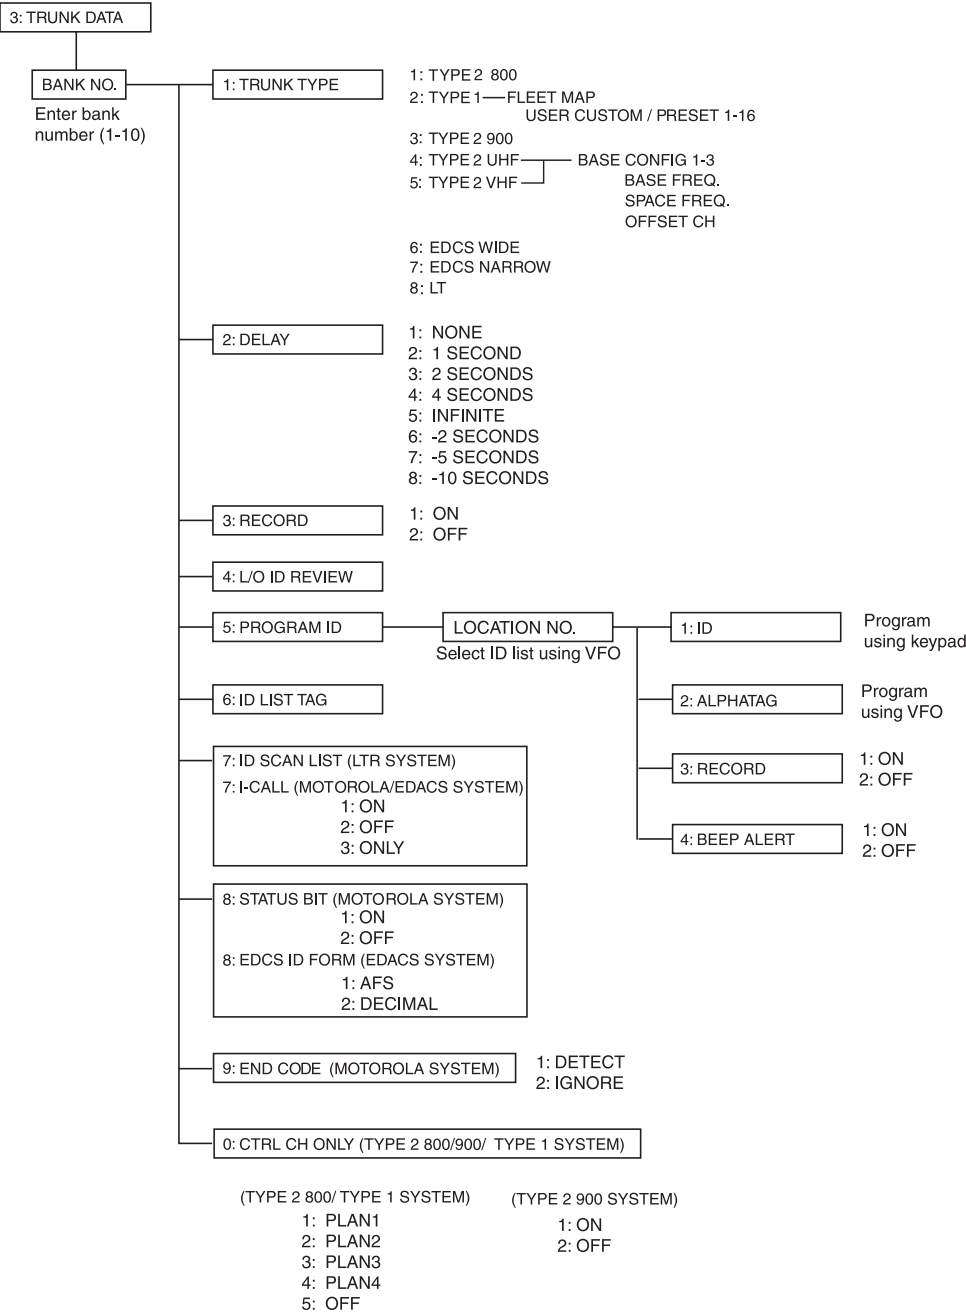 3: TRUNK DATA
BANK NO.
Enter bank
number (1-10)
1: TRUNK TYPE
1: TYPE 2 800
2: TYPE 1 FLEET MAP
USER CUSTOM / PRESET 1-16
3: TYPE 2 900
4: TYPE 2 UHF BASE CONFIG 1-3
5: TYPE 2 VHF BASE FREQ.
SPACE FREQ.
OFFSET CH
6: EDCS WIDE
7: EDCS NARROW
8: LT
2: DELAY
1: NONE
2: 1 SECOND
3: 2 SECONDS
4: 4 SECONDS
5: INFINITE
6: -2 SECONDS
7: -5 SECONDS
8: -10 SECONDS
3: RECORD
1: ON
2: OFF
4: L/O ID REVIEW
5: PROGRAM ID
LOCATION NO.
Select ID list using VFO
1: ID
Program
using keypad
2: ALPHATAG
Program
using VFO
3: RECORD
1: ON
2: OFF
4: BEEP ALERT
1: ON
2: OFF
6: ID LIST TAG
7: ID SCAN LIST (LTR SYSTEM)
7: I-CALL (MOTOROLA/EDACS SYSTEM)
1: ON
2: OFF
3: ONLY
8: STATUS BIT (MOTOROLA SYSTEM)
1: ON
2: OFF
8: EDCS ID FORM (EDACS SYSTEM)
1: AFS
2: DECIMAL
9: END CODE (MOTOROLA SYSTEM)
1: DETECT
2: IGNORE
0: CTRL CH ONLY (TYPE 2 800/900/ TYPE 1 SYSTEM)
(TYPE 2 800/ TYPE 1 SYSTEM)
1: PLAN1
2: PLAN2
3: PLAN3
4: PLAN4
5: OFF
(TYPE 2 900 SYSTEM)
1: ON
2: OFF